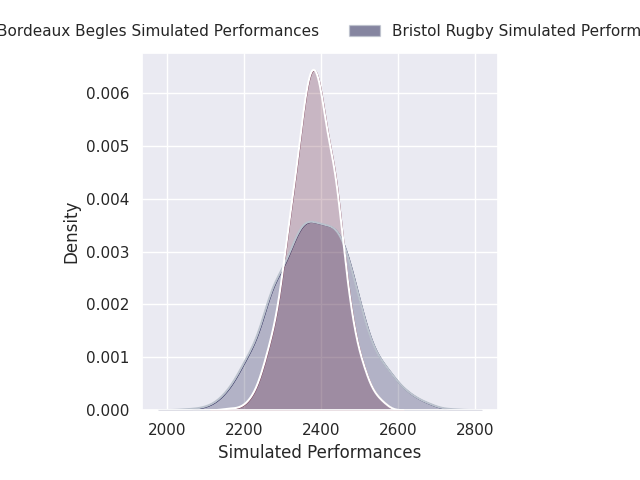 Bordeaux Begles Simulated Performances
Bristol Rugby Simulated Perform
0.006
0.005
0.004
0.003
0.002
0.001
0.000
Density
2000 2200 2400 2600 2800
Simulated Performances